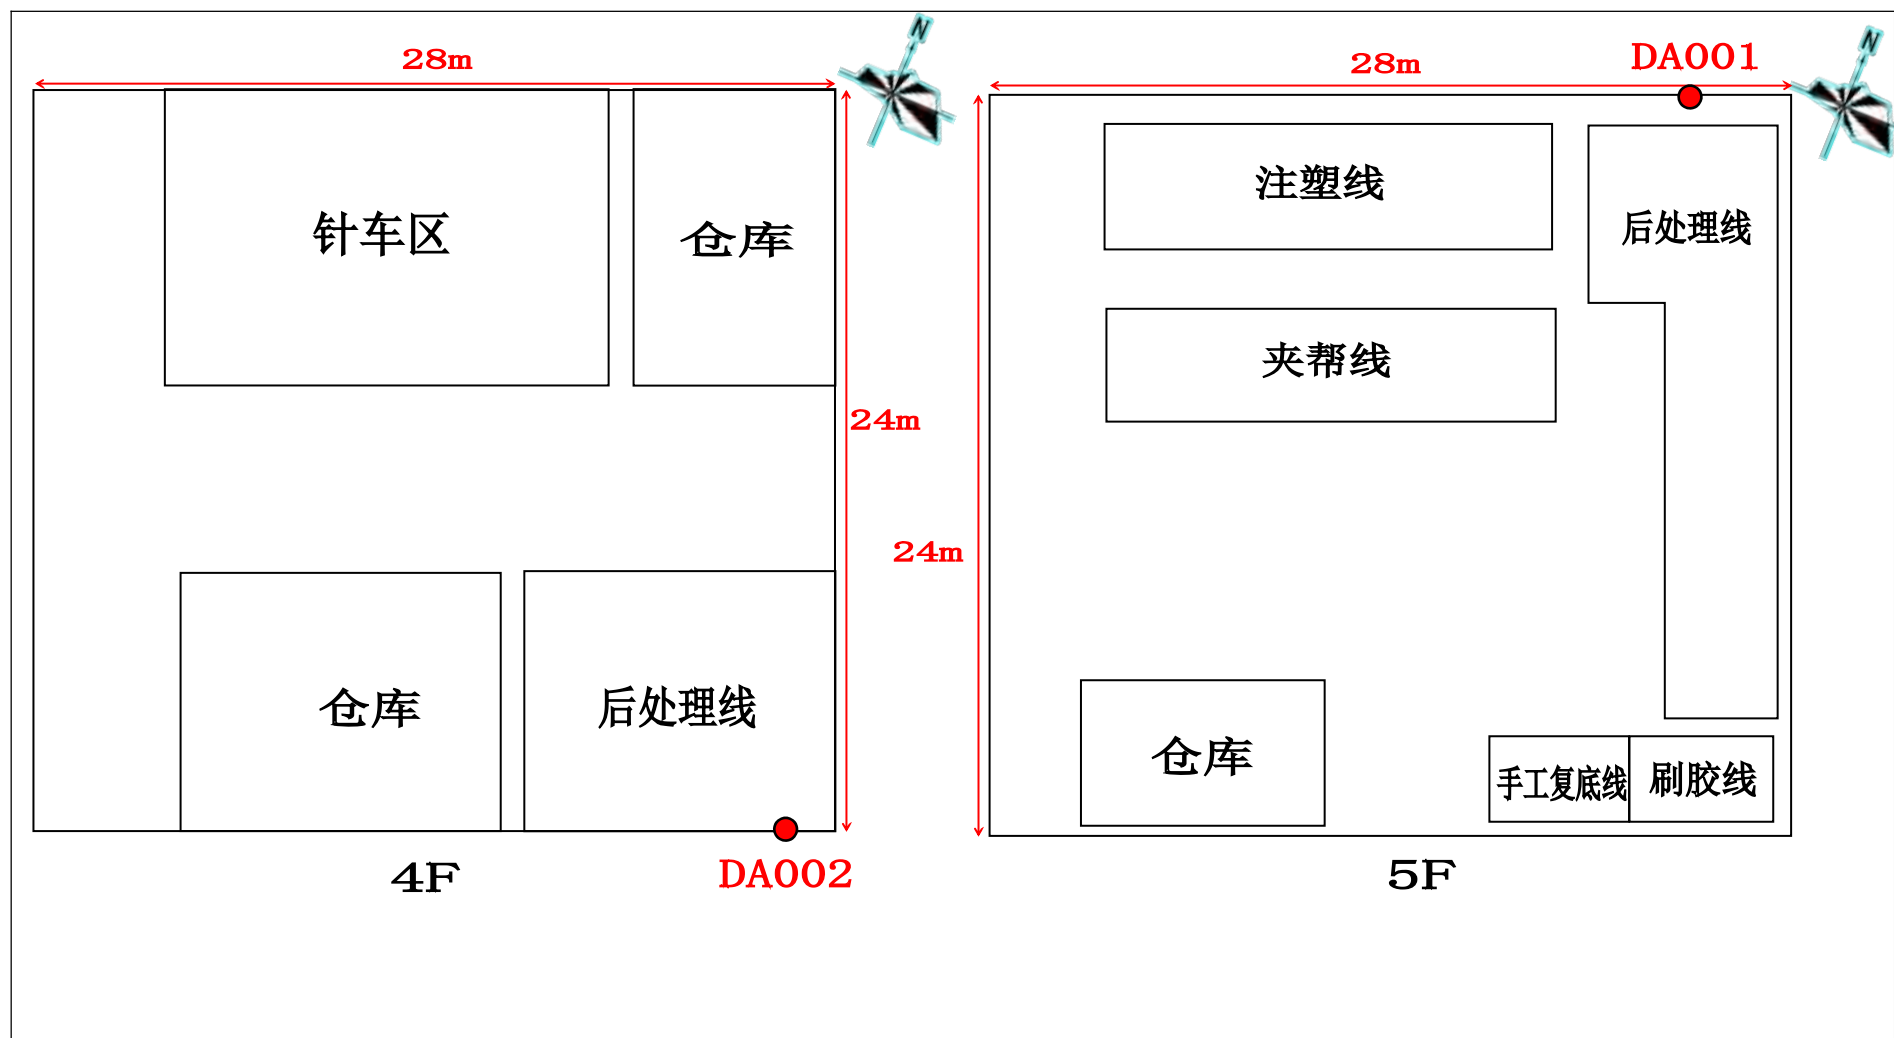 28m
N
针车区
仓库
24m
仓库
后处理线
4F
DA002
28m
DA001
N
注塑线
后处理线
夹帮线
24m
仓库
手工复底线
刷胶线
5F